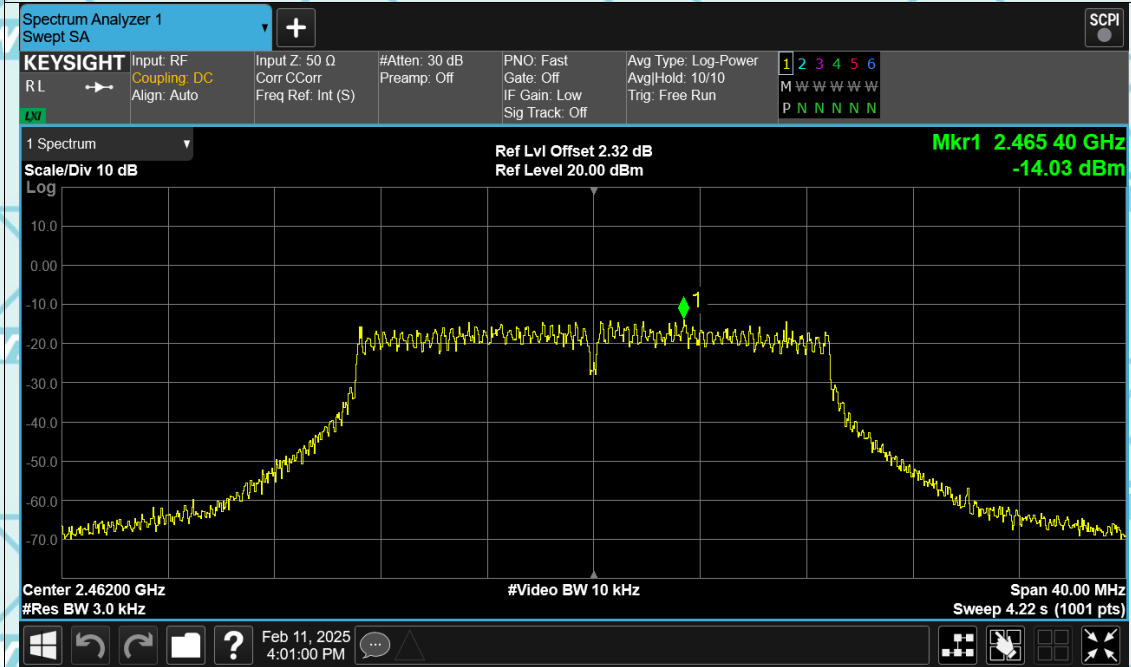 Spectrum Analyzer 1
Swept SA
+
SCPI
KEYSIGHT
R L
LXI
Input: RF
Coupling: DC
Align: Auto
Input Z: 50 Ω
Corr CCorr
Freq Ref: Int (S)
#Atten: 30 dB
Preamp: Off
PNO: Fast
Gate: Off
IF Gain: Low
Sig Track: Off
Avg Type: Log-Power
Avg|Hold: 10/10
Trig: Free Run
1 2 3 4 5 6
M W W W W W
P N N N N N
1 Spectrum
Scale/Div 10 dB
Log
Ref Lvl Offset 2.32 dB
Ref Level 20.00 dBm
Mkr1 2.465 40 GHz
-14.03 dBm
10.0
0.00
-10.0
-20.0
-30.0
-40.0
-50.0
-60.0
-70.0
1
Center 2.46200 GHz
#Video BW 10 kHz
Span 40.00 MHz
#Res BW 3.0 kHz
Sweep 4.22 s (1001 pts)
?
Feb 11, 2025
4:01:00 PM